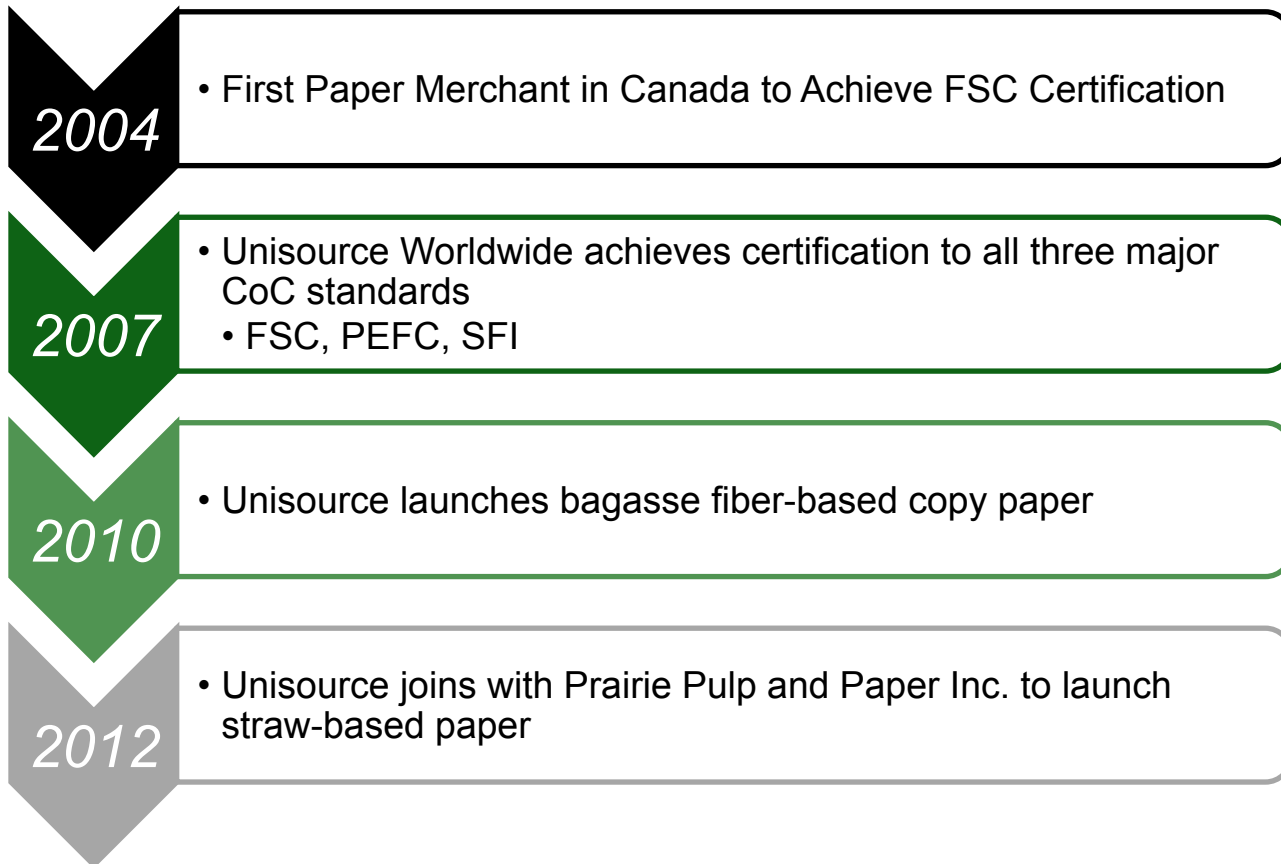 2004
• First Paper Merchant in Canada to Achieve FSC Certification
2007
• Unisource Worldwide achieves certification to all three major
CoC standards
• FSC, PEFC, SFI
2010
• Unisource launches bagasse fiber-based copy paper
2012
• Unisource joins with Prairie Pulp and Paper Inc. to launch
straw-based paper